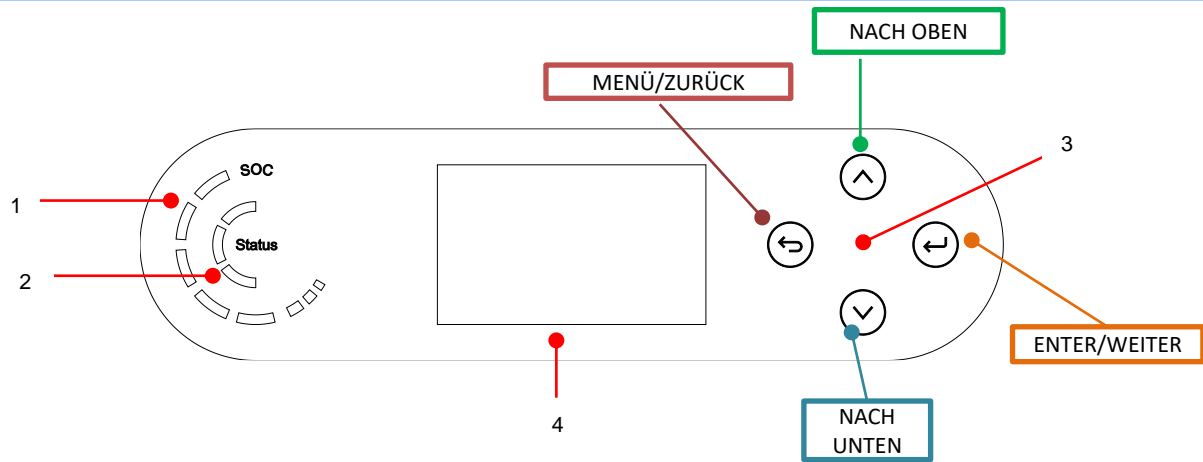 NACH OBEN
MENÜ/ZURÜCK
3
SOC
1
Status
2
ENTER/WEITER
4
NACH
UNTEN